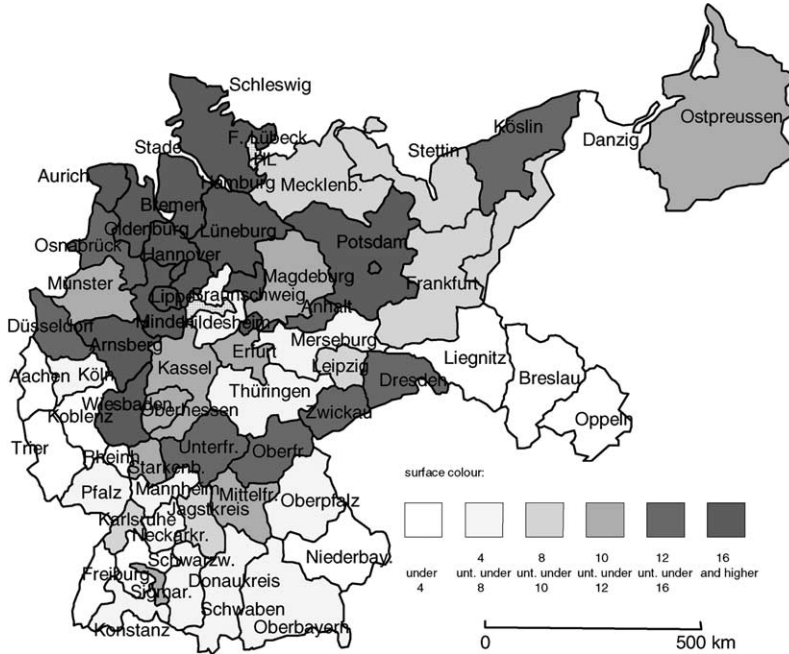 Schleswig
Ostpreussen
F. Lübeck
Köslin
Danzig
HL
Stade
Stettin
Aurich
Hamburg
Mecklenb.
Bremen
Oldenburg
Lüneburg
Potsdam
Osnabrück
Hannover
Münster
Magdeburg
Frankfurt
Lippe
Braunschweig
Anhalt
Düsseldorf
Minden
Hildesheim
Merseburg
Arnsberg
Erfurt
Liegnitz
Leipzig
Kassel
Aachen
Köln
Dresden
Breslau
Thüringen
Wiesbaden
Oberhessen
Zwickau
Koblenz
Oppeln
Trier
Unterfr.
Oberfr.
Rheinh.
Starkenb.
Pfalz
Mannheim
Mittelfr.
Oberpfalz
Jagstkreis
Karlsruhe
Neckarkr.
Schwarzw.
Niederbay.
Freiburg
Donaukreis
Sigmar.
Schwaben
Konstanz
Oberbayern
surface colour:
4 8 10 12 16
under unt. under unt. under unt. under unt. under and higher
4 8 10 12 16
0 500 km